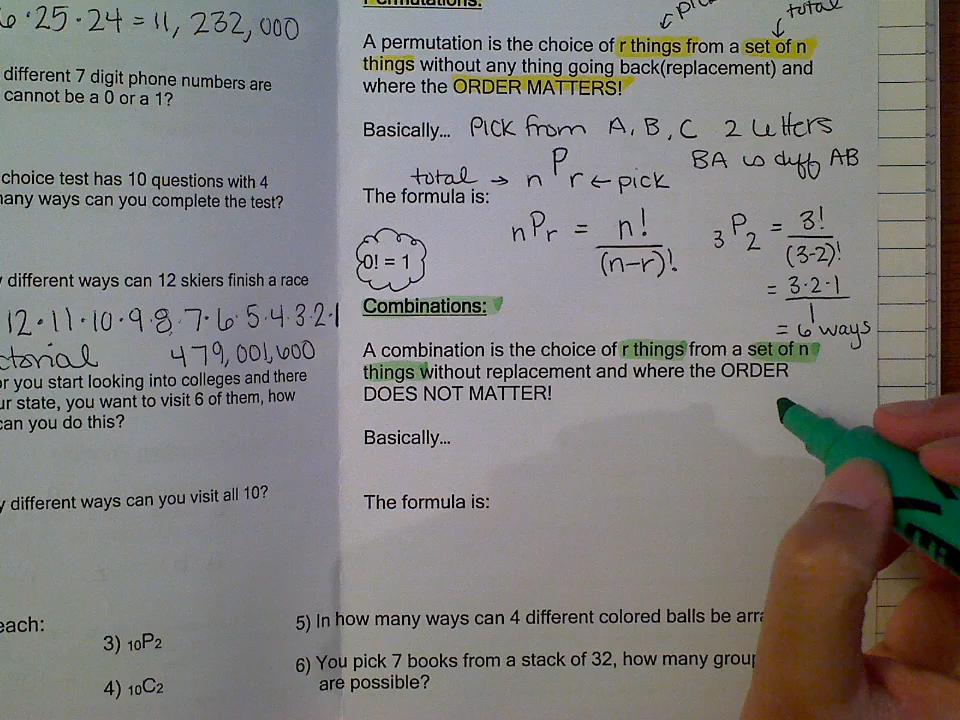 6 · 25 · 24 = 11, 232, 000
different 7 digit phone numbers are
cannot be a 0 or a 1?
choice test has 10 questions with 4
many ways can you complete the test?
different ways can 12 skiers finish a race
12·11·10·9·8·7·6·5·4·3·2·1
479,001,600
or you start looking into colleges and there
state, you want to visit 6 of them, how
can you do this?
different ways can you visit all 10?
each:
3) 10P2
4) 10C2
Permutations:
pick
total
A permutation is the choice of r things from a set of n
things without any thing going back(replacement) and
where the ORDER MATTERS!
Basically... PICK from A, B, C 2 letters
BA is diff AB
total → nPr ← pick
The formula is:
nPr = n! / (n-r)!
3P2 = 3! / (3-2)!
= 3·2·1 / 1
= 6 ways
0! = 1
Combinations:
A combination is the choice of r things from a set of n
things without replacement and where the ORDER
DOES NOT MATTER!
Basically...
The formula is:
5) In how many ways can 4 different colored balls be arra
6) You pick 7 books from a stack of 32, how many group
are possible?